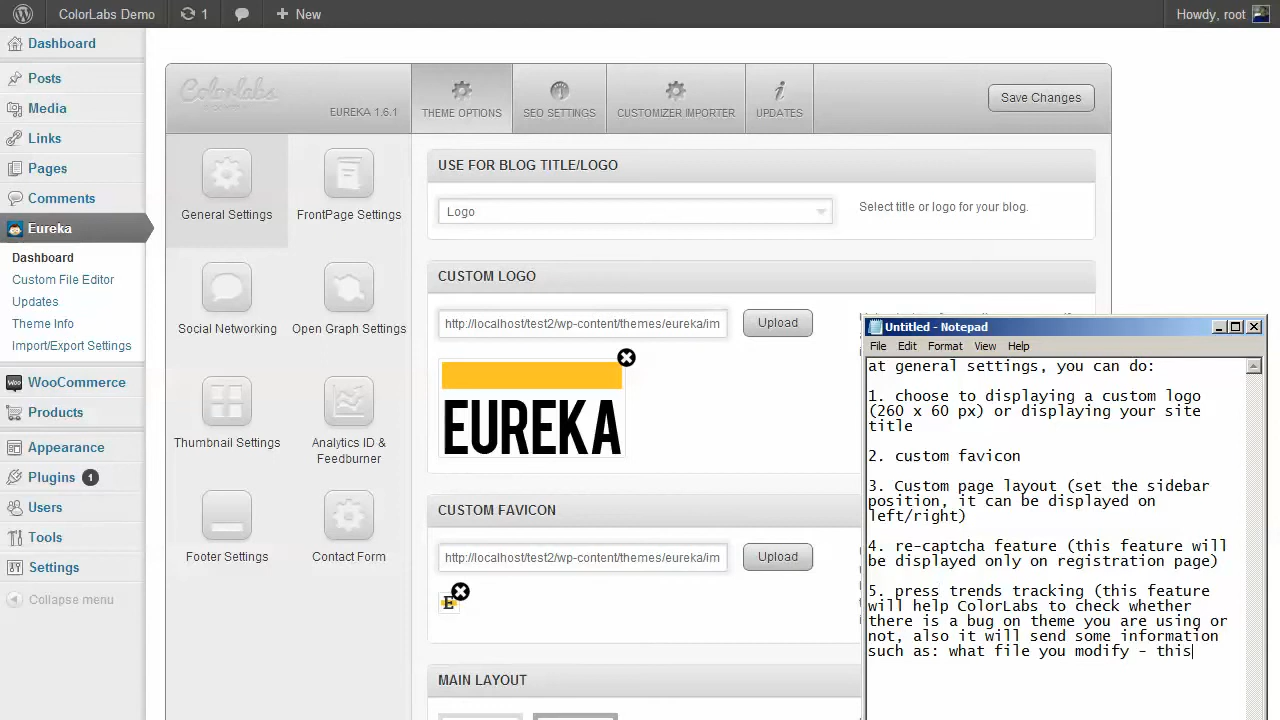 ColorLabs Demo
1
New
Howdy, root
Dashboard
Posts
Media
Links
Pages
Comments
Eureka
Dashboard
Custom File Editor
Updates
Theme Info
Import/Export Settings
WooCommerce
Products
Appearance
Plugins 1
Users
Tools
Settings
Collapse menu
Colorlabs
EUREKA 1.6.1
THEME OPTIONS
SEO SETTINGS
CUSTOMIZER IMPORTER
UPDATES
Save Changes
General Settings
FrontPage Settings
Social Networking
Open Graph Settings
Thumbnail Settings
Analytics ID &
Feedburner
Footer Settings
Contact Form
USE FOR BLOG TITLE/LOGO
Logo
Select title or logo for your blog.
CUSTOM LOGO
http://localhost/test2/wp-content/themes/eureka/im
Upload
EUREKA
CUSTOM FAVICON
http://localhost/test2/wp-content/themes/eureka/im
Upload
E
MAIN LAYOUT
Untitled - Notepad
File Edit Format View Help
at general settings, you can do:
1. choose to displaying a custom logo
(260 x 60 px) or displaying your site
title
2. custom favicon
3. Custom page layout (set the sidebar
position, it can be displayed on
left/right)
4. re-captcha feature (this feature will
be displayed only on registration page)
5. press trends tracking (this feature
will help ColorLabs to check whether
there is a bug on theme you are using or
not, also it will send some information
such as: what file you modify - this